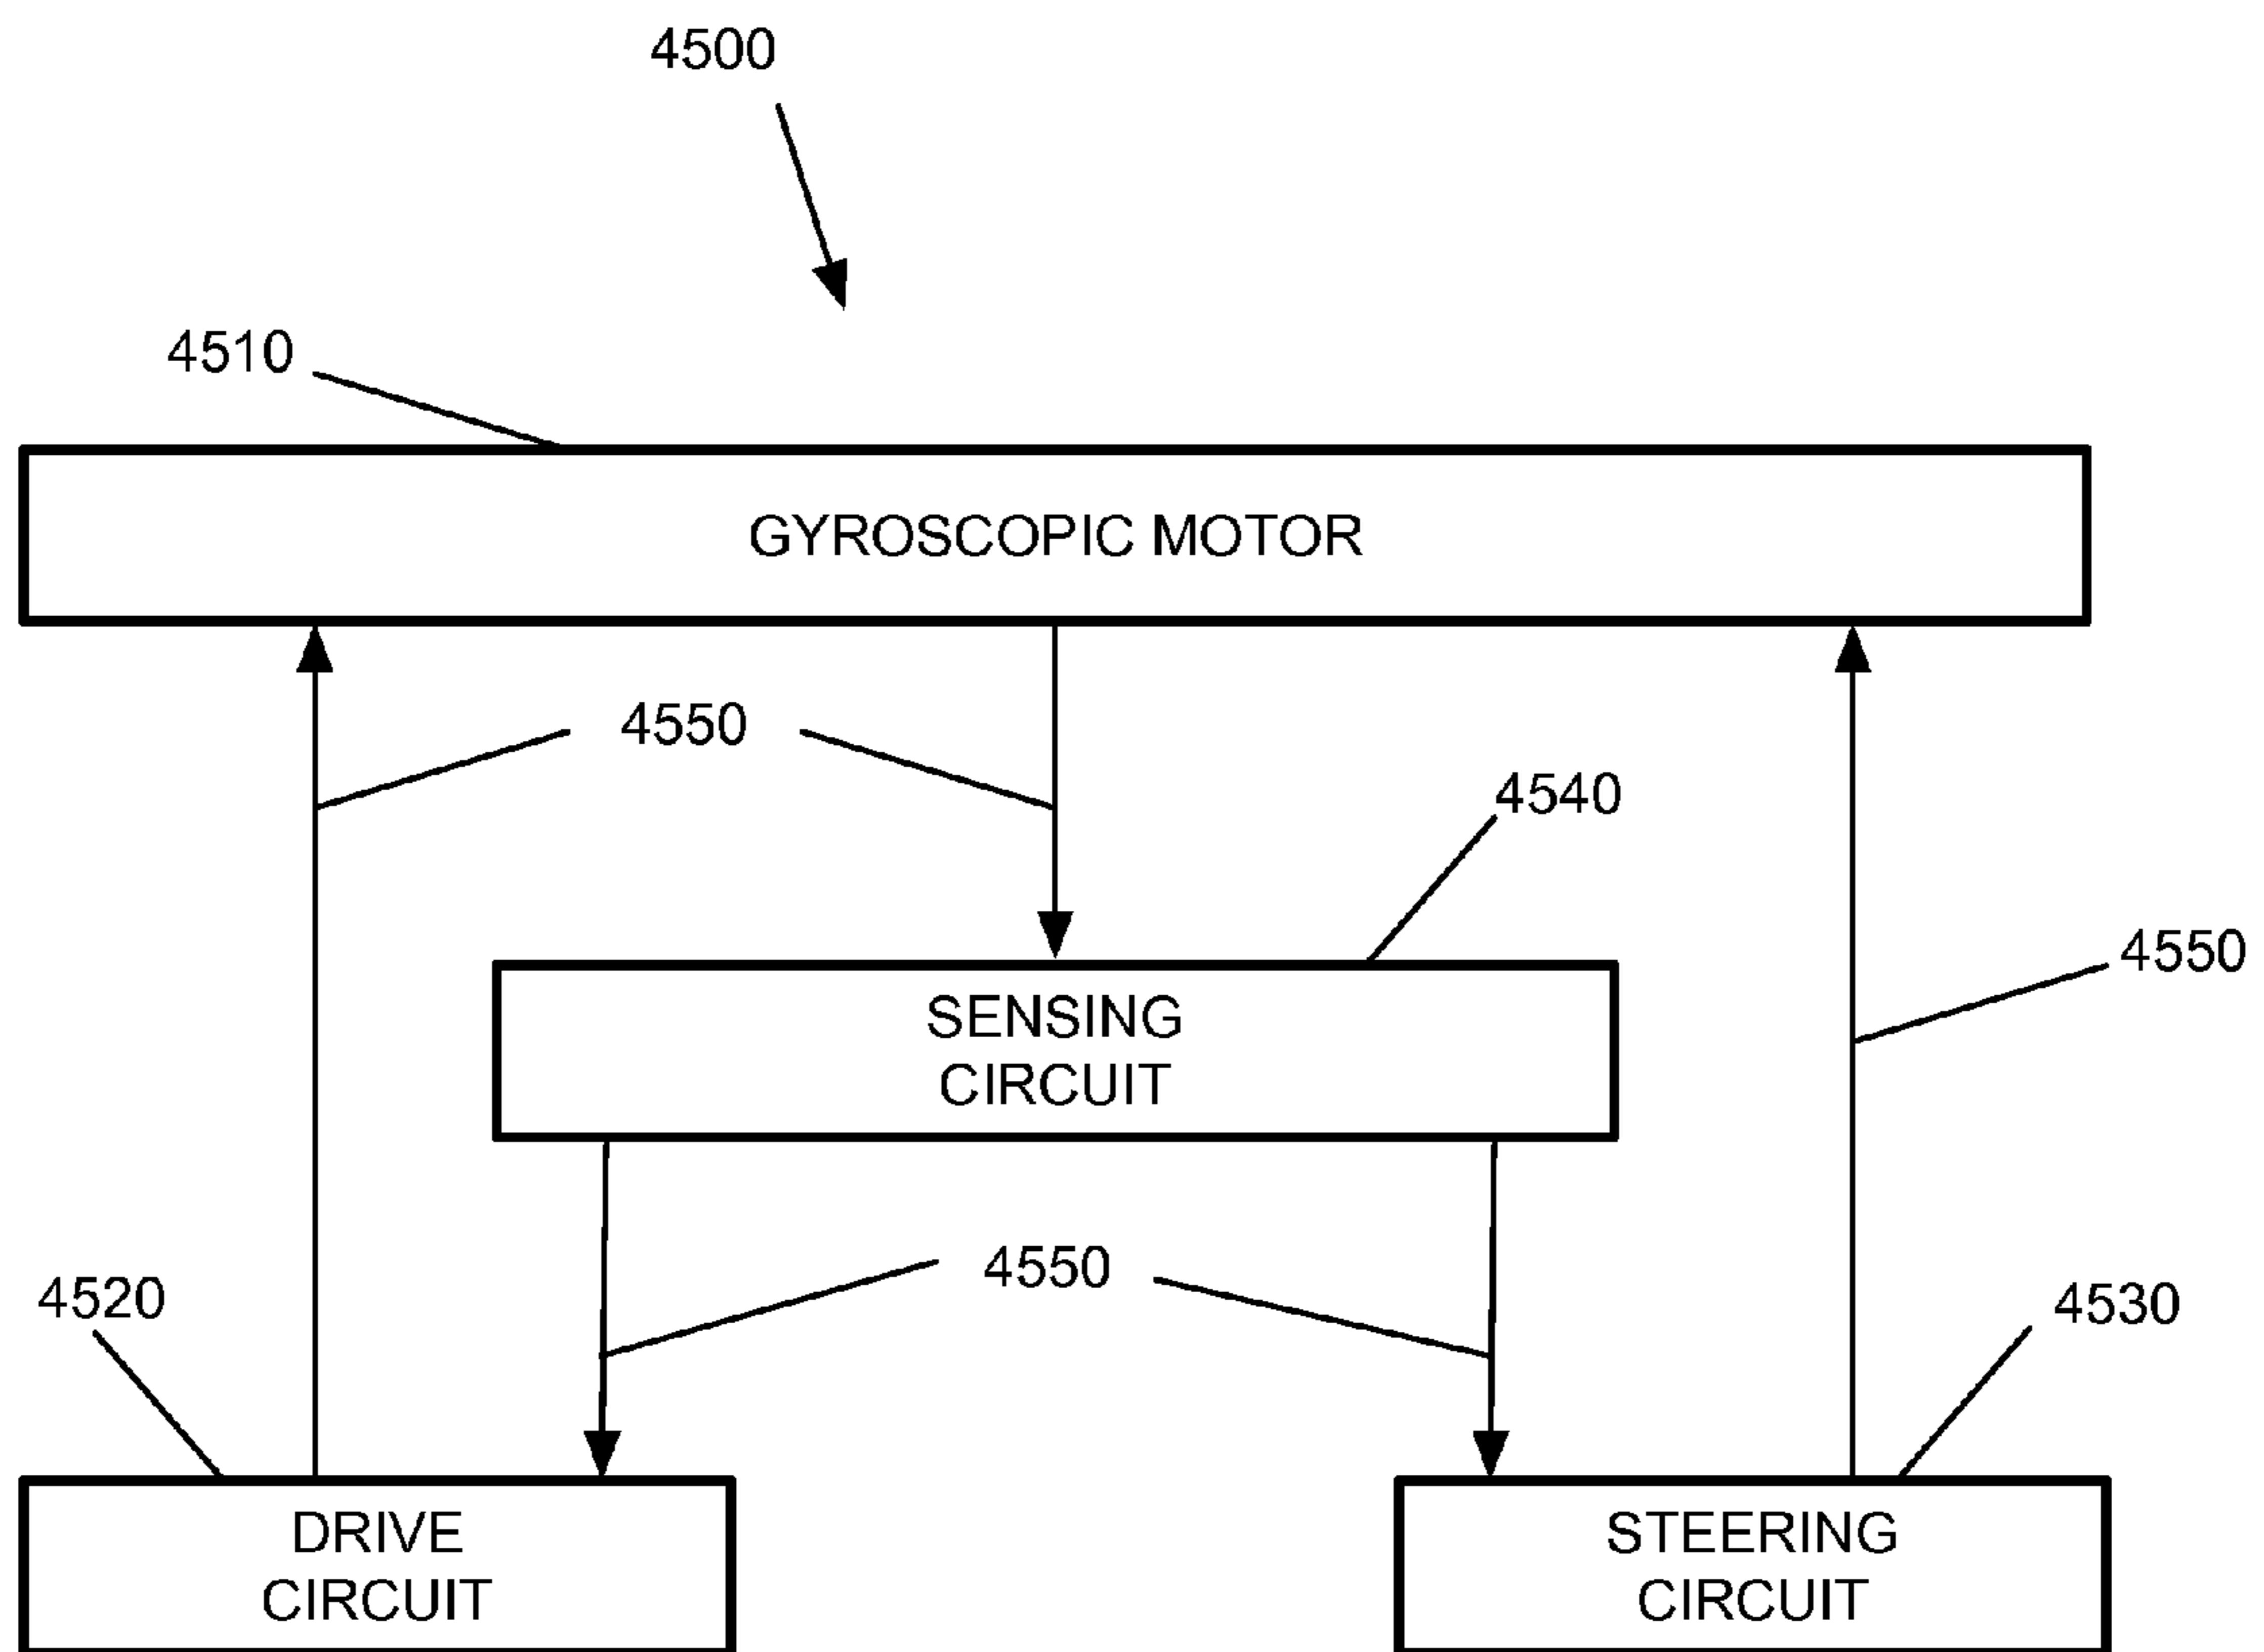 4500
4510
GYROSCOPIC MOTOR
4550
4540
4550
SENSING
CIRCUIT
4550
4520
4530
DRIVE
CIRCUIT
STEERING
CIRCUIT